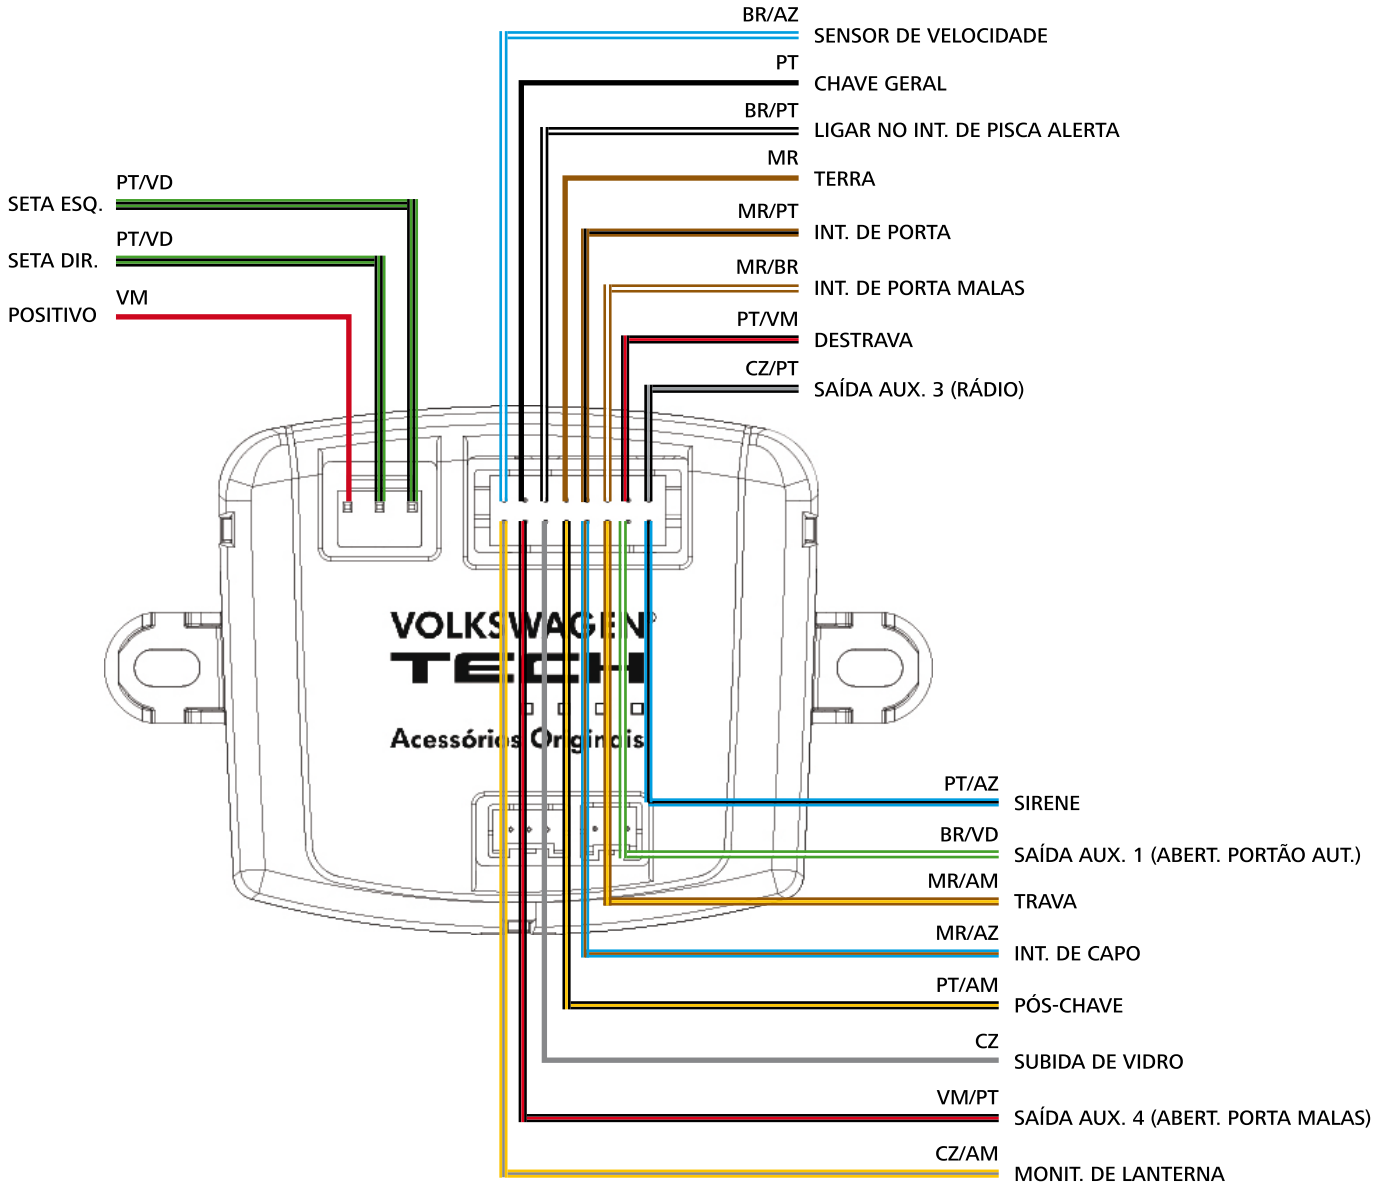 BR/AZ
SENSOR DE VELOCIDADE
PT
CHAVE GERAL
BR/PT
LIGAR NO INT. DE PISCA ALERTA
MR
TERRA
PT/VD
SETA ESQ.
MR/PT
INT. DE PORTA
PT/VD
SETA DIR.
MR/BR
INT. DE PORTA MALAS
VM
POSITIVO
PT/VM
DESTRAVA
CZ/PT
SAÍDA AUX. 3 (RÁDIO)
VOLKSWAGEN
TECH
Acessórios Originais
PT/AZ
SIRENE
BR/VD
SAÍDA AUX. 1 (ABERT. PORTÃO AUT.)
MR/AM
TRAVA
MR/AZ
INT. DE CAPO
PT/AM
PÓS-CHAVE
CZ
SUBIDA DE VIDRO
VM/PT
SAÍDA AUX. 4 (ABERT. PORTA MALAS)
CZ/AM
MONIT. DE LANTERNA